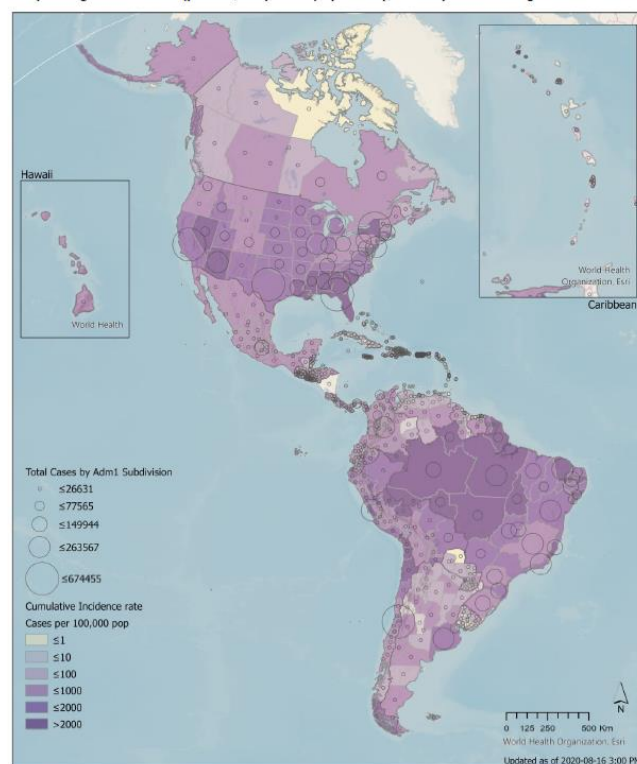 Hawaii
World Health
World Health
Organization, Esri
Caribbean
Total Cases by Adm1 Subdivision
≤26631
≤77565
≤149944
≤263567
≤674455
Cumulative Incidence rate
Cases per 100,000 pop
≤1
≤10
≤100
≤1000
≤2000
>2000
N
0 125 250 500 Km
World Health Organization, Esri
Updated as of 2020-08-16 3:00